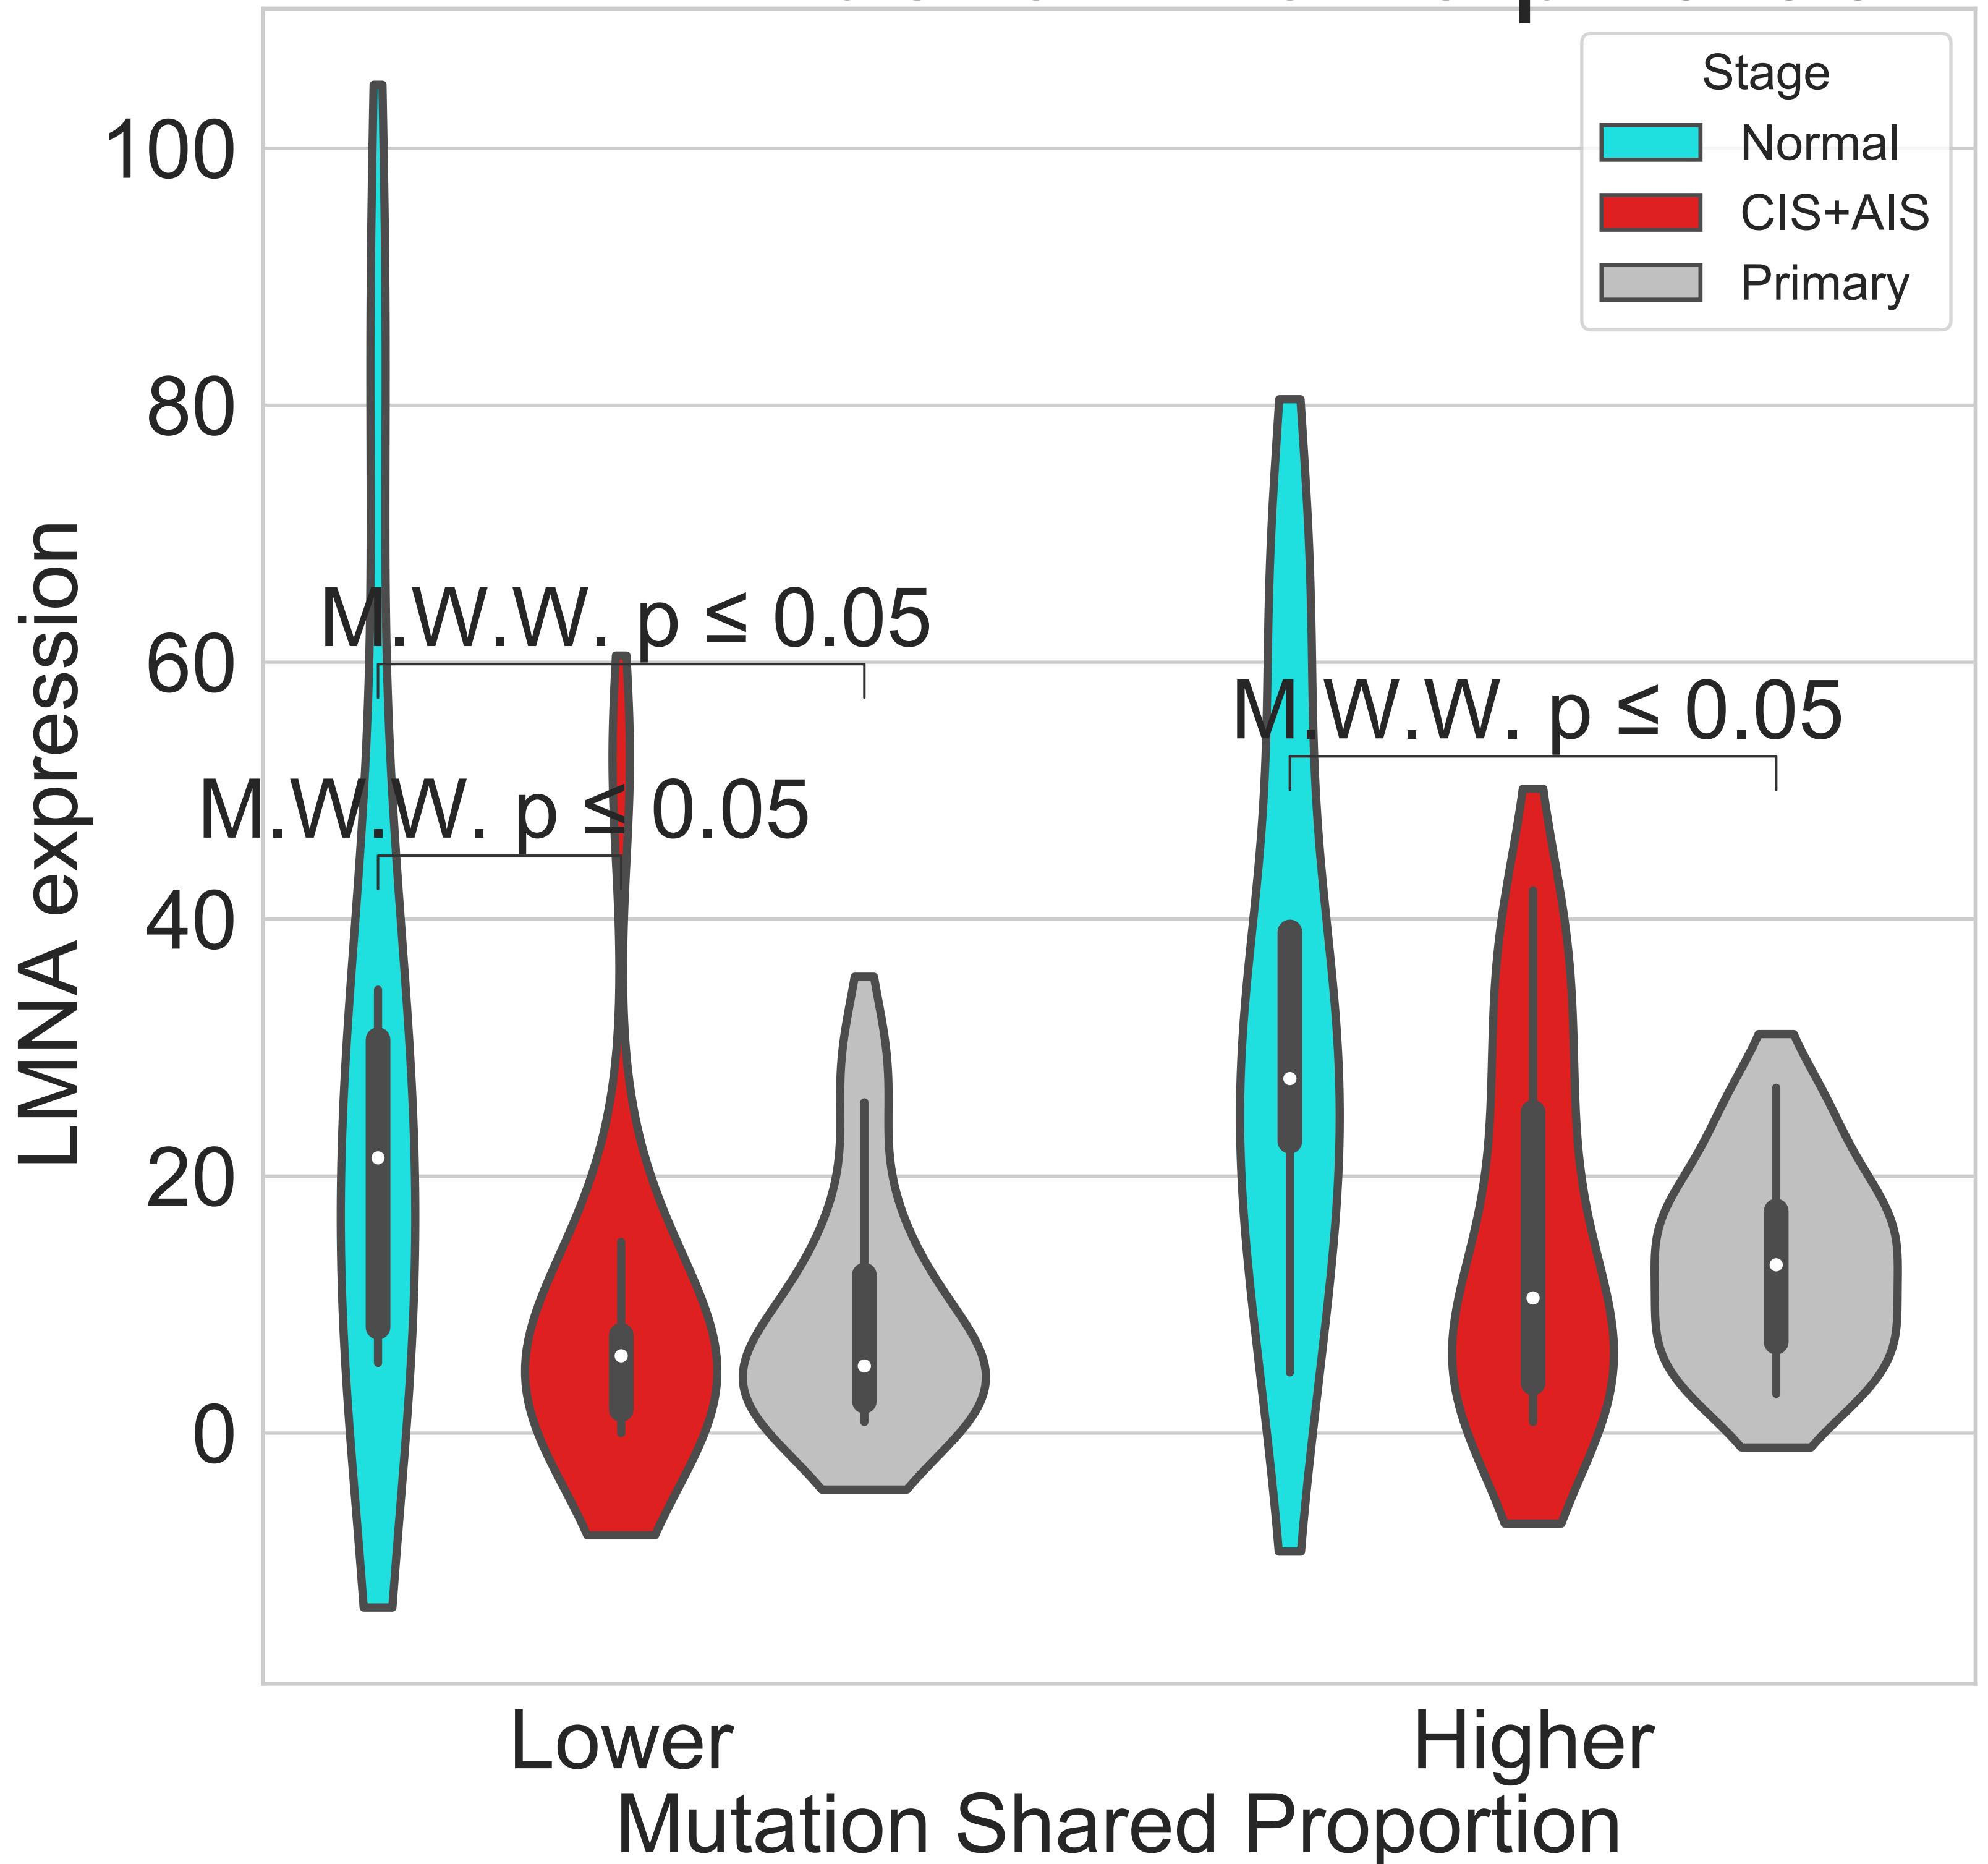 Stage
Normal
CIS+AIS
Primary
100
80
60
40
20
0
LMNA expression
M.W.W. p ≤ 0.05
M.W.W. p ≤ 0.05
M.W.W. p ≤ 0.05
Lower
Higher
Mutation Shared Proportion